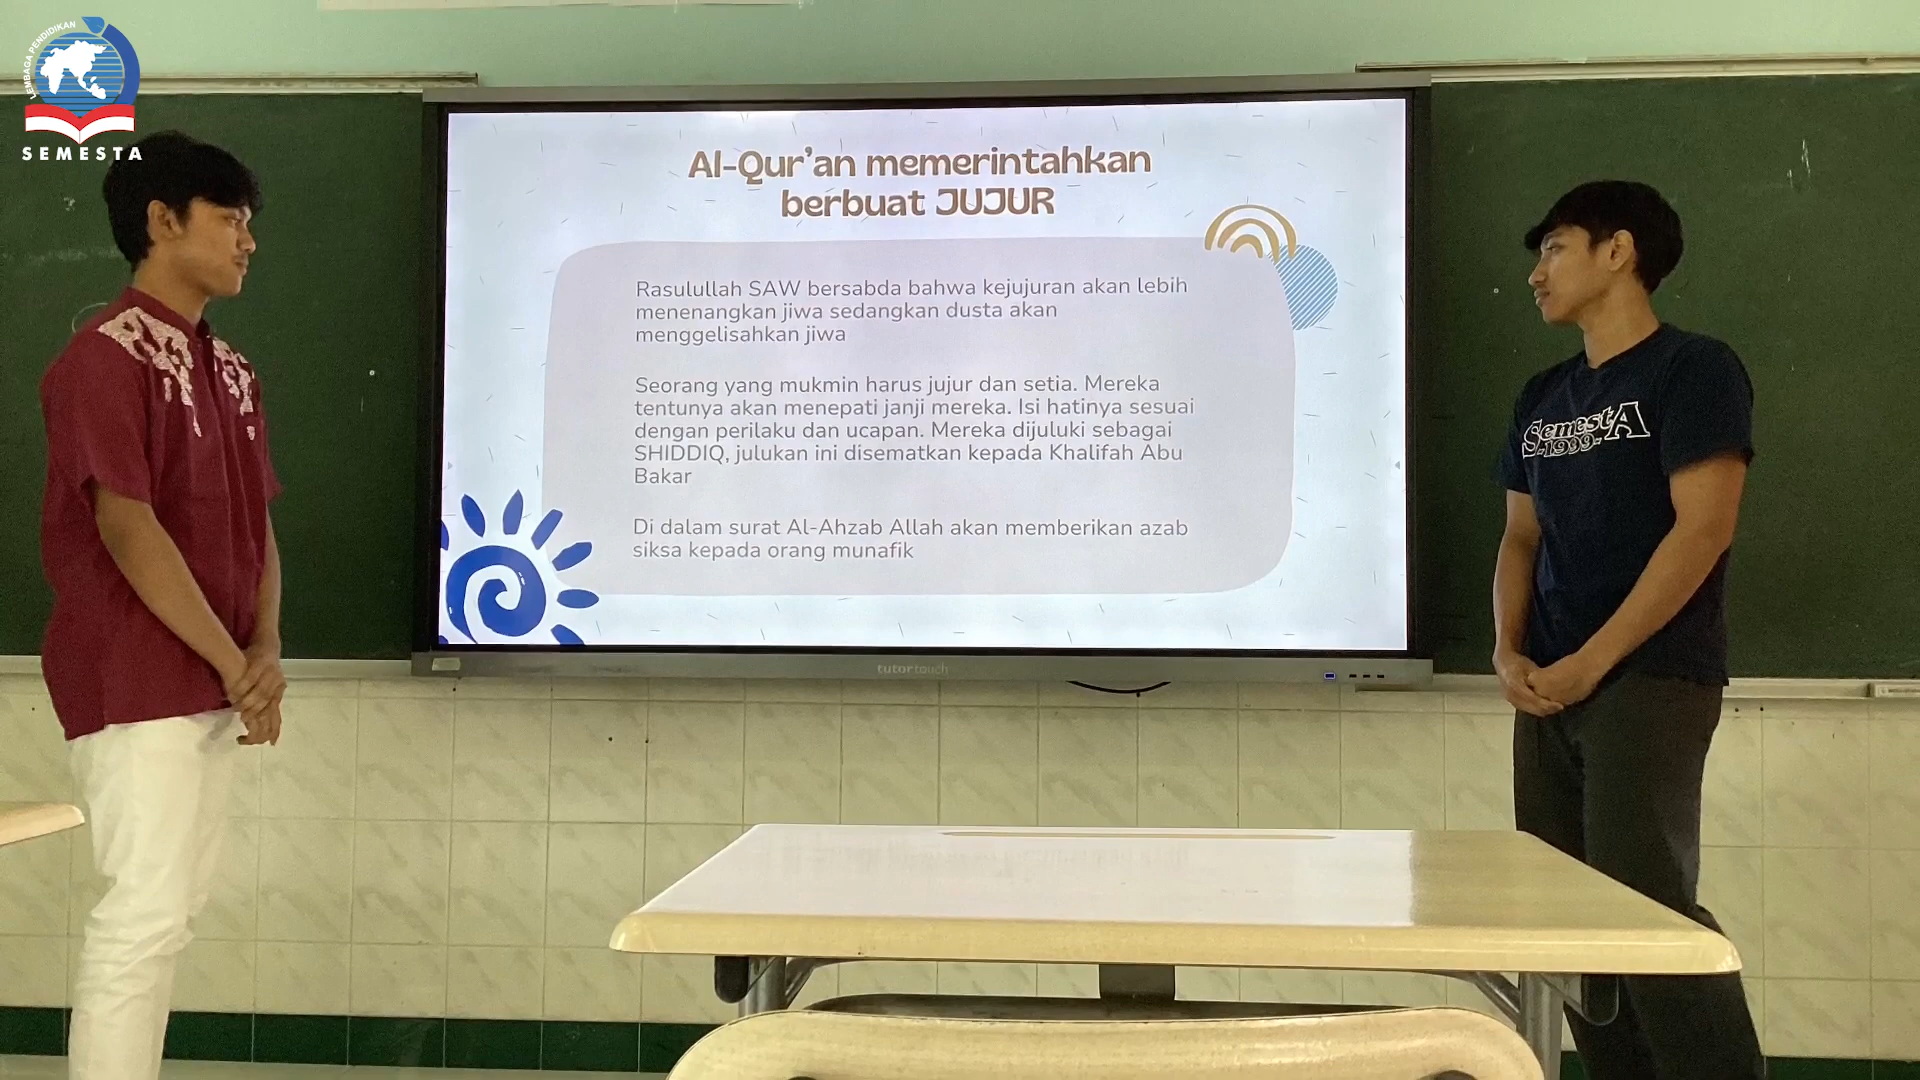 LEMBAGA PENDIDIKAN
SEMESTA
Al-Qur'an memerintahkan
berbuat JUJUR
Rasulullah SAW bersabda bahwa kejujuran akan lebih
menenangkan jiwa sedangkan dusta akan
menggelisahkan jiwa
Seorang yang mukmin harus jujur dan setia. Mereka
tentunya akan menepati janji mereka. Isi hatinya sesuai
dengan perilaku dan ucapan. Mereka dijuluki sebagai
SHIDDIQ, julukan ini disematkan kepada Khalifah Abu
Bakar
Di dalam surat Al-Ahzab Allah akan memberikan azab
siksa kepada orang munafik
tutortouch
SemestA
-1999-